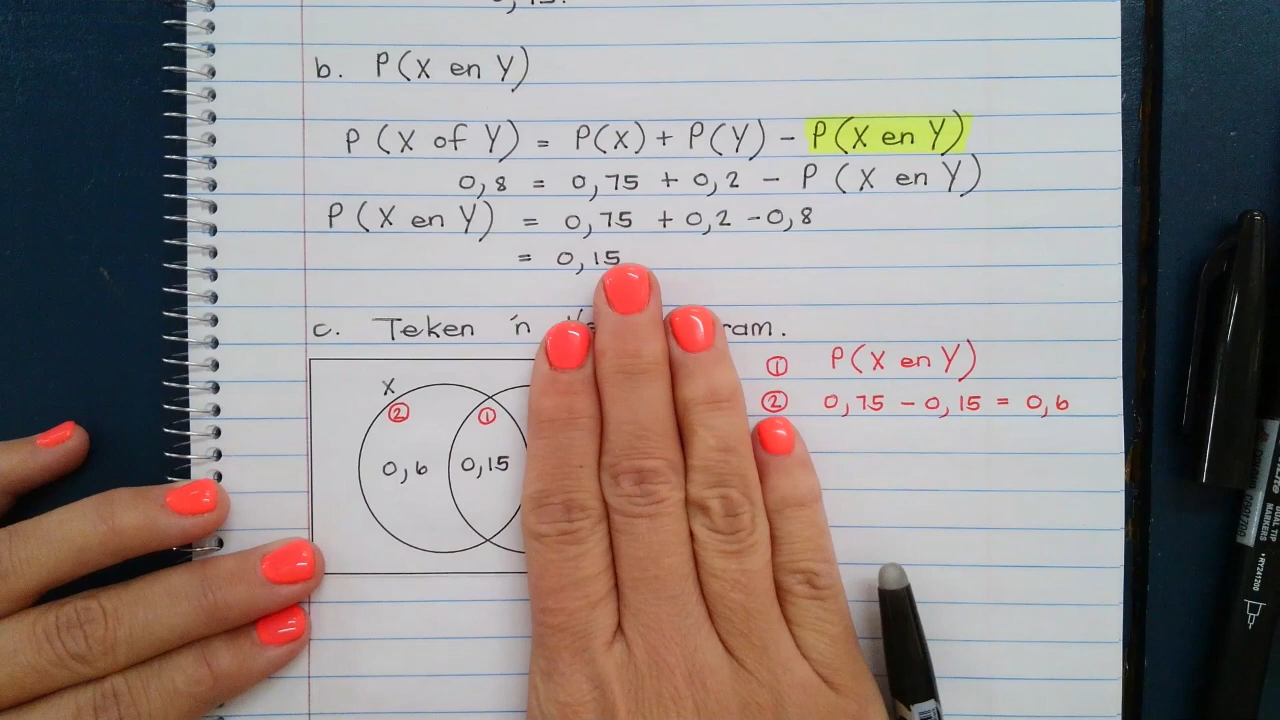 b. P(X en Y)
P(X of Y) = P(X) + P(Y) - P(X en Y)
0,8 = 0,75 + 0,2 - P(X en Y)
P(X en Y) = 0,75 + 0,2 - 0,8
= 0,15
c. Teken 'n
X
② ①
0,6 0,15
① P(X en Y)
② 0,75 - 0,15 = 0,6